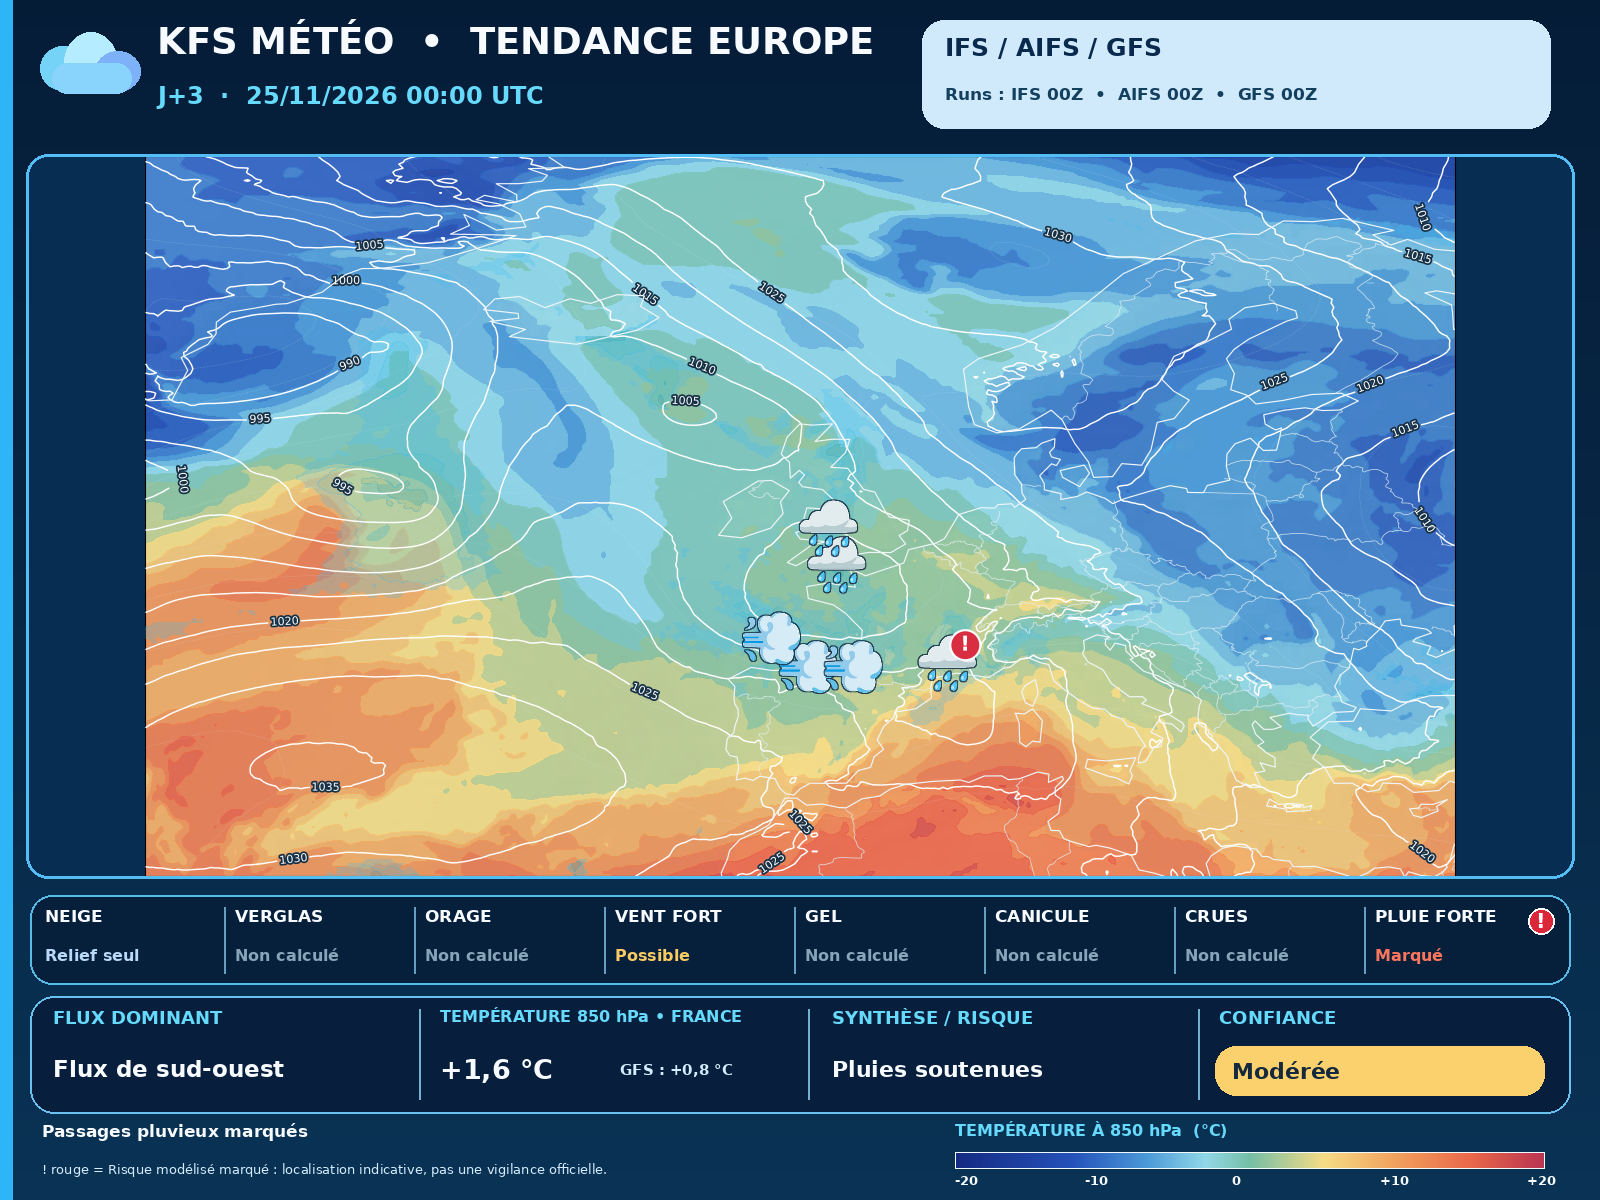 KFS MÉTÉO • TENDANCE EUROPE
J+3 · 25/11/2026 00:00 UTC
IFS / AIFS / GFS
Runs : IFS 00Z • AIFS 00Z • GFS 00Z
1010
1030
1005
1015
1000
1015
1025
990
1010
1025
1020
1005
995
1015
1000
995
1010
1020
1025
1035
1025
1030
1025
1020
!
NEIGE
Relief seul
VERGLAS
Non calculé
ORAGE
Non calculé
VENT FORT
Possible
GEL
Non calculé
CANICULE
Non calculé
CRUES
Non calculé
PLUIE FORTE !
Marqué
FLUX DOMINANT
Flux de sud-ouest
TEMPÉRATURE 850 hPa • FRANCE
+1,6 °C GFS : +0,8 °C
SYNTHÈSE / RISQUE
Pluies soutenues
CONFIANCE
Modérée
Passages pluvieux marqués
! rouge = Risque modélisé marqué : localisation indicative, pas une vigilance officielle.
TEMPÉRATURE À 850 hPa (°C)
-20 -10 0 +10 +20